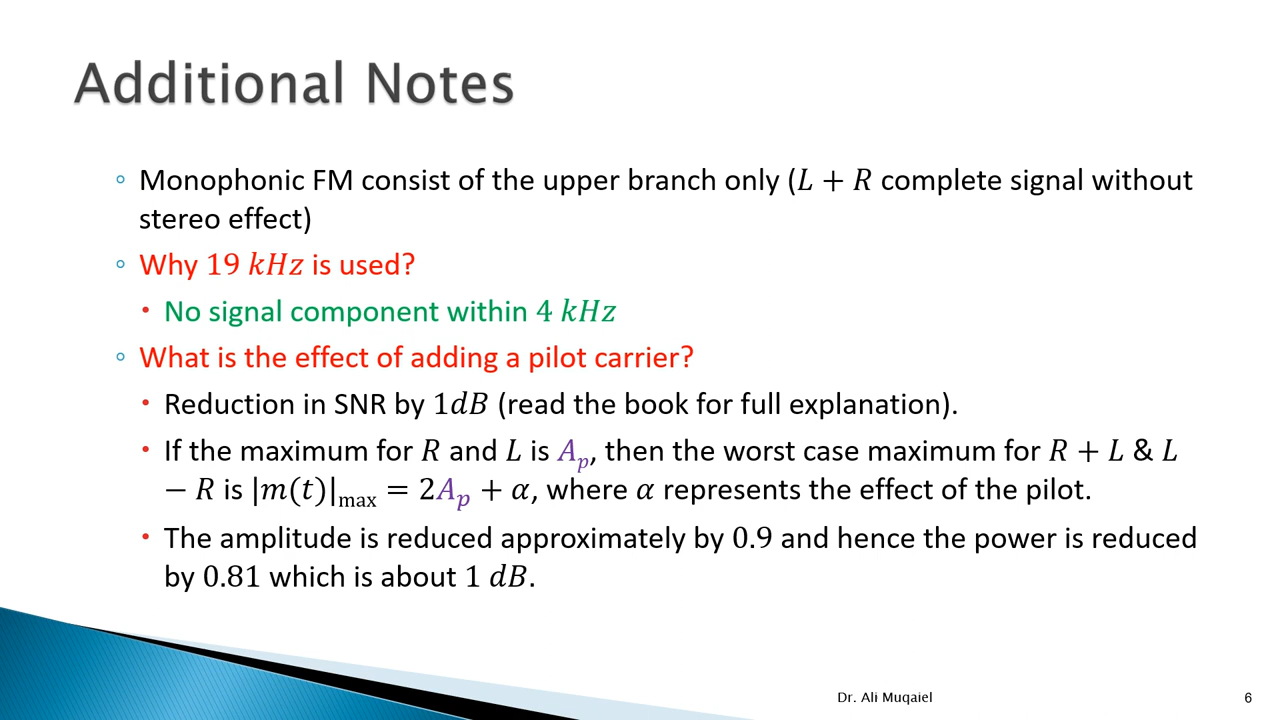 Additional Notes
Monophonic FM consist of the upper branch only (L + R complete signal without
stereo effect)
Why 19 kHz is used?
No signal component within 4 kHz
What is the effect of adding a pilot carrier?
Reduction in SNR by 1dB (read the book for full explanation).
If the maximum for R and L is Aₚ, then the worst case maximum for R + L & L
− R is |m(t)|max = 2Aₚ + α, where α represents the effect of the pilot.
The amplitude is reduced approximately by 0.9 and hence the power is reduced
by 0.81 which is about 1 dB.
Dr. Ali Muqaiel
6